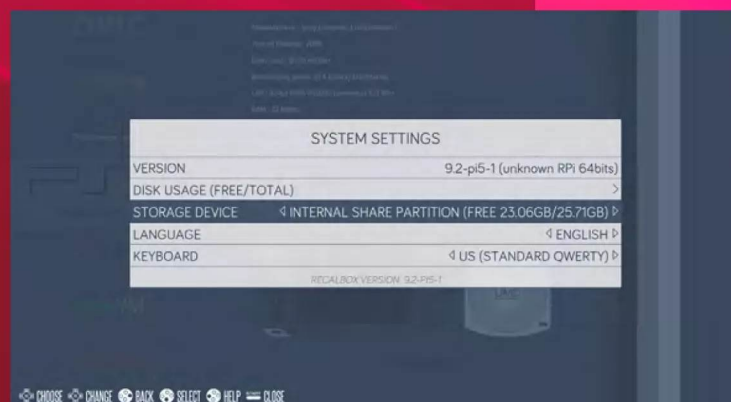 SYSTEM SETTINGS
VERSION 9.2-pi5-1 (unknown RPi 64bits)
DISK USAGE (FREE/TOTAL) >
STORAGE DEVICE ◁ INTERNAL SHARE PARTITION (FREE 23.06GB/25.71GB) ▷
LANGUAGE ◁ ENGLISH ▷
KEYBOARD ◁ US (STANDARD QWERTY) ▷
RECALBOX VERSION 9.2-PI5-1
UMD
CHOOSE CHANGE BACK SELECT HELP CLOSE